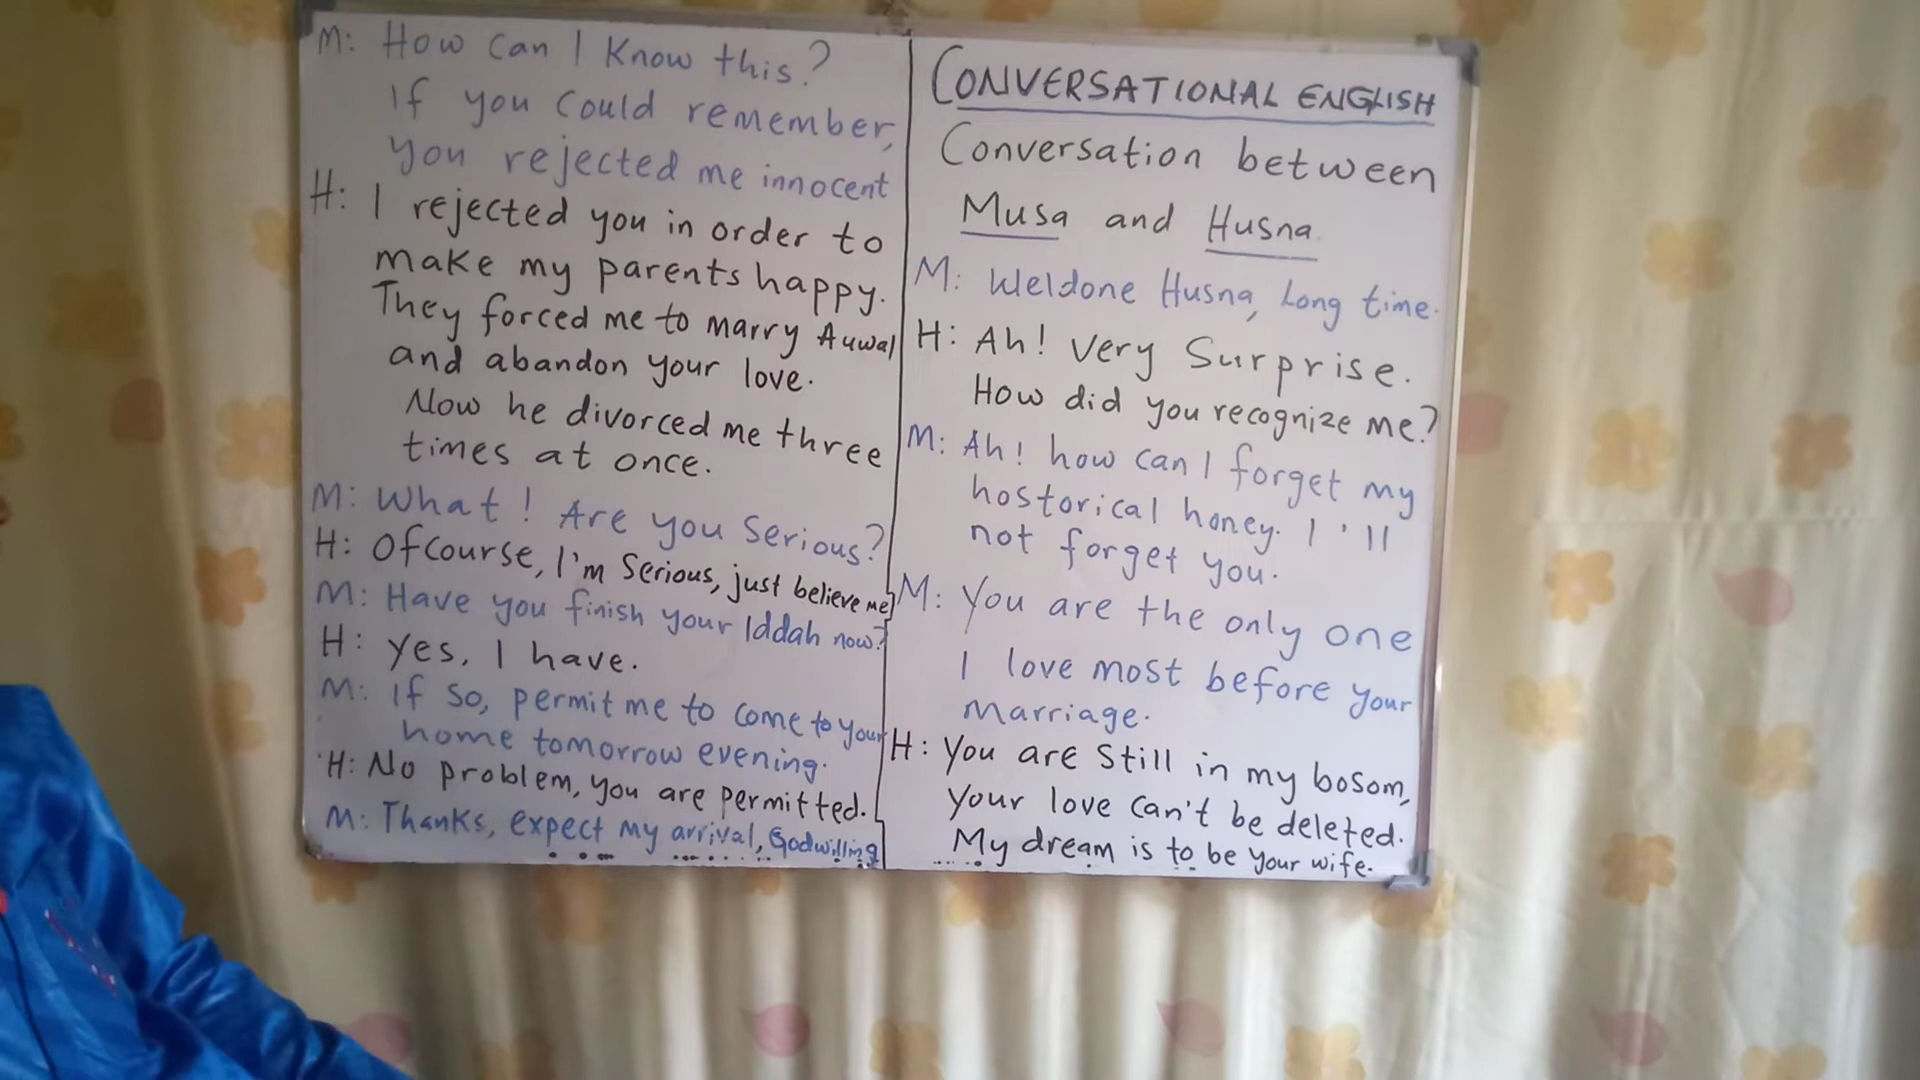 CONVERSATIONAL ENGLISH
Conversation between
Musa and Husna
M: Weldone Husna, Long time.
H: Ah! Very Surprise.
How did you recognize me?
M: Ah! how can I forget my
hostorical honey. I'll
not forget you.
M: You are the only one
I love most before your
marriage.
H: You are Still in my bosom,
Your love can't be deleted.
My dream is to be your wife.
M: How can I Know this?
If you Could remember,
you rejected me innocent
H: I rejected you in order to
make my parents happy.
They forced me to marry Auwal
and abandon your love.
Now he divorced me three
times at once.
M: What! Are you Serious?
H: Ofcourse, I'm Serious, just believe me
M: Have you finish your Iddah now?
H: Yes, I have.
M: If So, permit me to come to your
home tomorrow evening.
H: No problem, you are permitted.
M: Thanks, expect my arrival, Godwilling